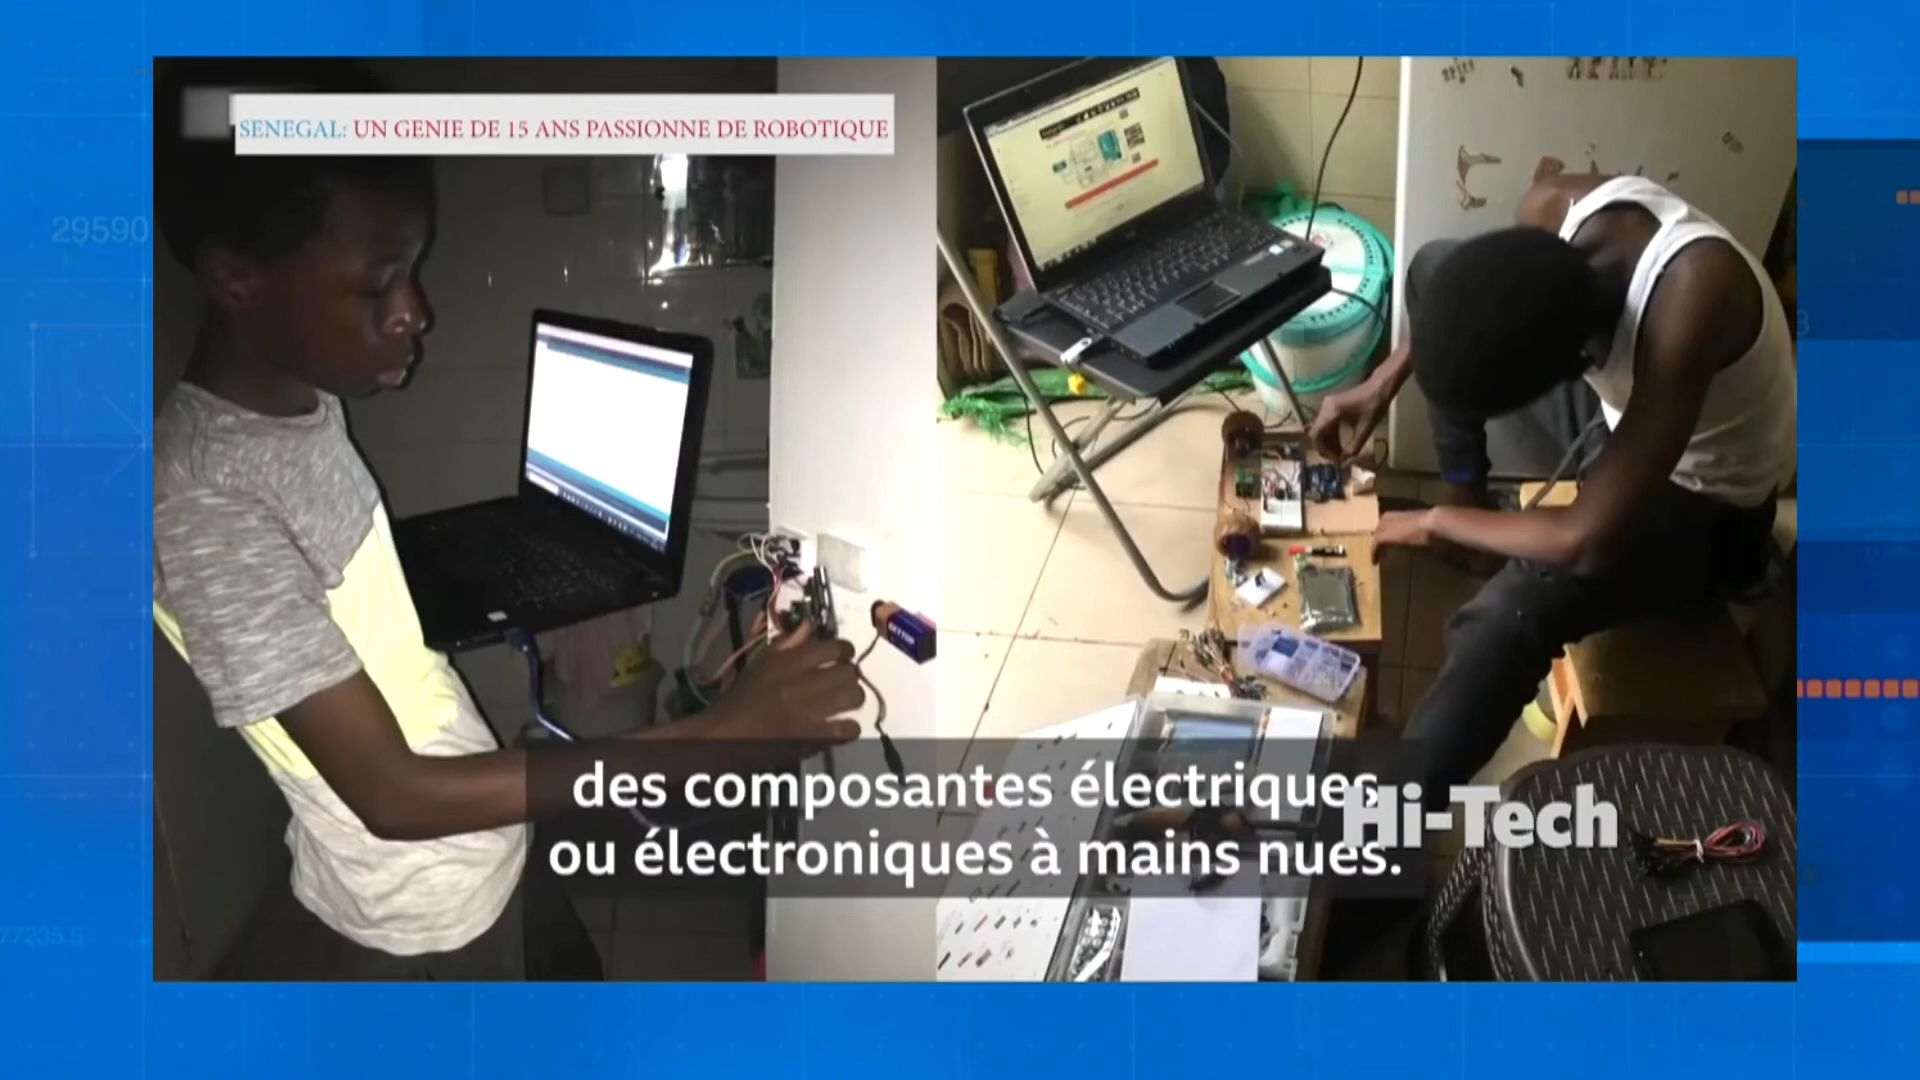 SENEGAL: UN GENIE DE 15 ANS PASSIONNE DE ROBOTIQUE
29590
des composantes électriques
ou électroniques à mains nues.
Hi-Tech
77235.5